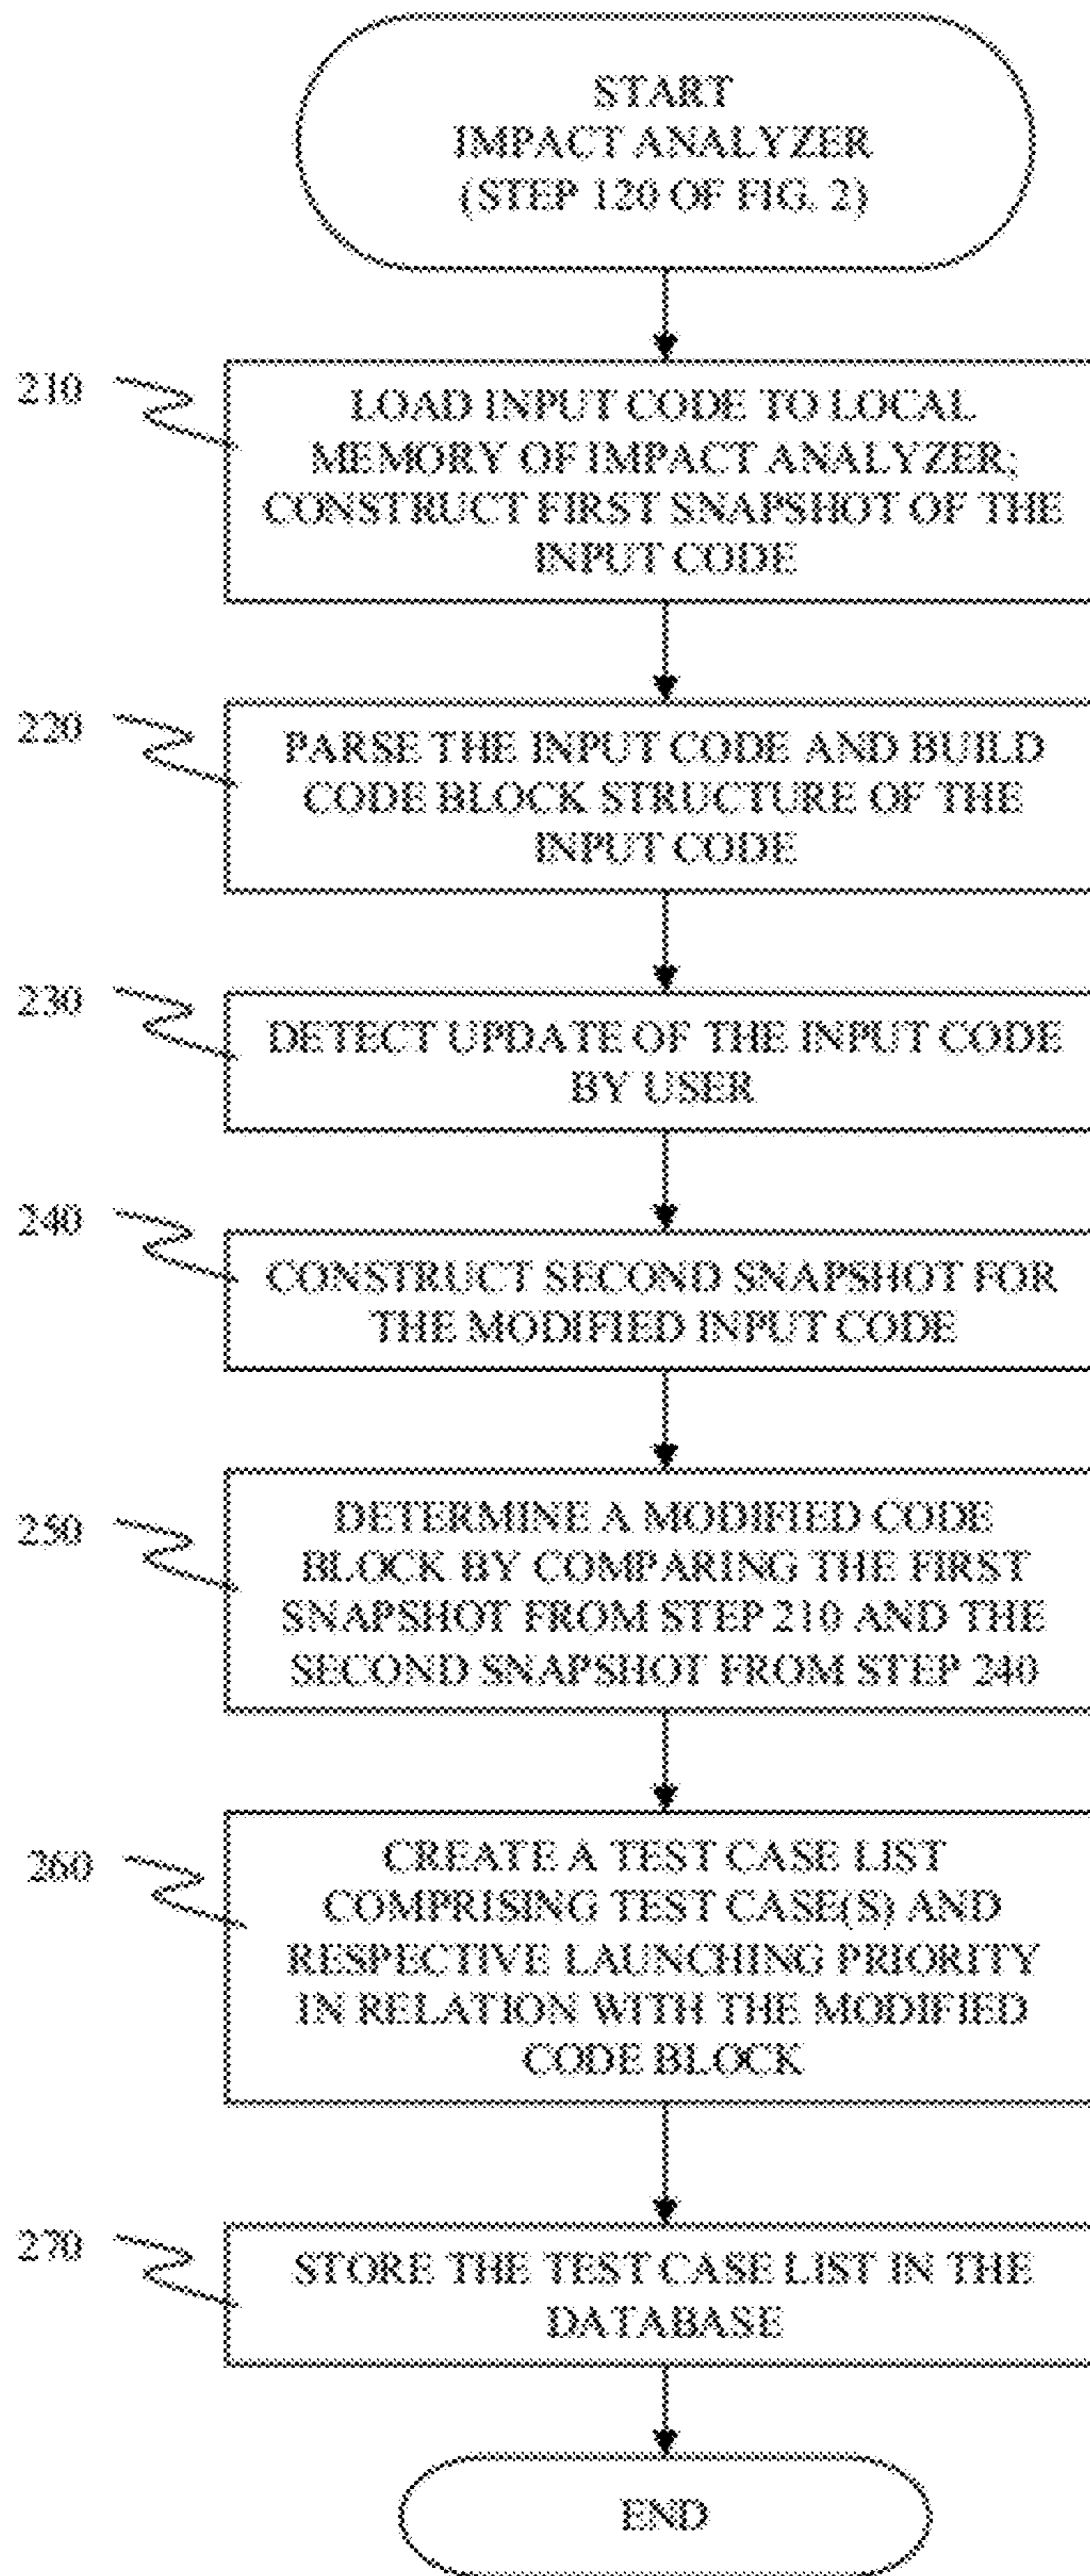 START
IMPACT ANALYZER
(STEP 120 OF FIG. 2)
210
LOAD INPUT CODE TO LOCAL
MEMORY OF IMPACT ANALYZER;
CONSTRUCT FIRST SNAPSHOT OF THE
INPUT CODE
220
PARSE THE INPUT CODE AND BUILD
CODE BLOCK STRUCTURE OF THE
INPUT CODE
230
DETECT UPDATE OF THE INPUT CODE
BY USER
240
CONSTRUCT SECOND SNAPSHOT FOR
THE MODIFIED INPUT CODE
250
DETERMINE A MODIFIED CODE
BLOCK BY COMPARING THE FIRST
SNAPSHOT FROM STEP 210 AND THE
SECOND SNAPSHOT FROM STEP 240
260
CREATE A TEST CASE LIST
COMPRISING TEST CASE(S) AND
RESPECTIVE LAUNCHING PRIORITY
IN RELATION WITH THE MODIFIED
CODE BLOCK
270
STORE THE TEST CASE LIST IN THE
DATABASE
END